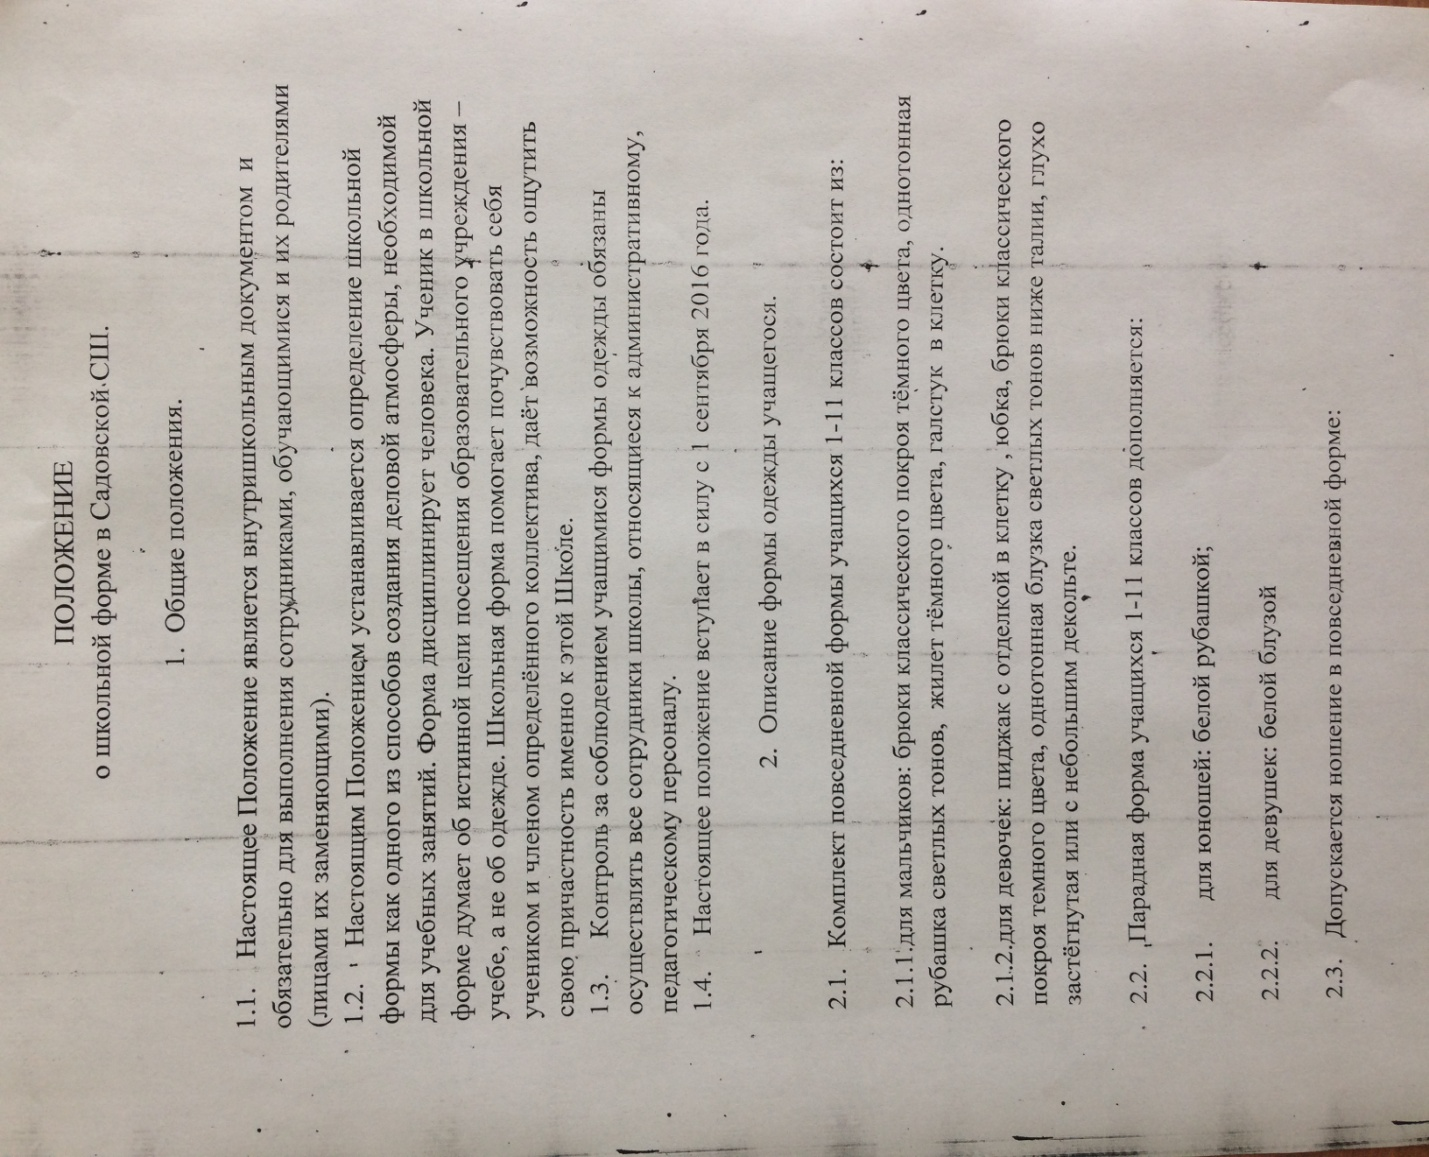 ПОЛОЖЕНИЕ
о школьной форме в Садовской СШ.
1. Общие положения.
1.1. Настоящее Положение является внутришкольным документом и
обязательно для выполнения сотрудниками, обучающимися и их родителями
(лицами их заменяющими).
1.2. Настоящим Положением устанавливается определение школьной
формы как одного из способов создания деловой атмосферы, необходимой
для учебных занятий. Форма дисциплинирует человека. Ученик в школьной
форме думает об истинной цели посещения образовательного учреждения –
учебе, а не об одежде. Школьная форма помогает почувствовать себя
учеником и членом определённого коллектива, даёт возможность ощутить
свою причастность именно к этой Школе.
1.3. Контроль за соблюдением учащимися формы одежды обязаны
осуществлять все сотрудники школы, относящиеся к административному,
педагогическому персоналу.
1.4. Настоящее положение вступает в силу с 1 сентября 2016 года.
2. Описание формы одежды учащегося.
2.1. Комплект повседневной формы учащихся 1-11 классов состоит из:
2.1.1.для мальчиков: брюки классического покроя тёмного цвета, однотонная
рубашка светлых тонов, жилет тёмного цвета, галстук в клетку.
2.1.2.для девочек: пиджак с отделкой в клетку , юбка, брюки классического
покроя темного цвета, однотонная блузка светлых тонов ниже талии, глухо
застёгнутая или с небольшим декольте.
2.2. Парадная форма учащихся 1-11 классов дополняется:
2.2.1. для юношей: белой рубашкой;
2.2.2. для девушек: белой блузой
2.3. Допускается ношение в повседневной форме: